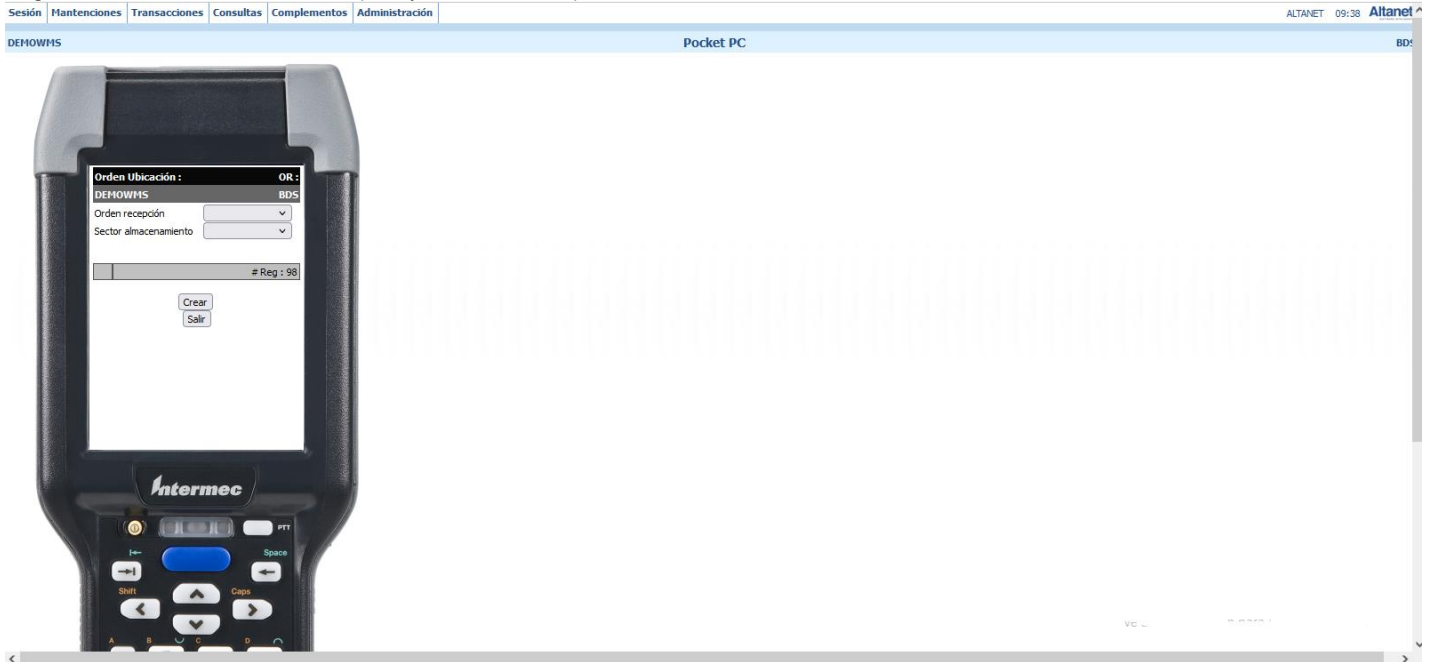 Sesión Mantenciones Transacciones Consultas Complementos Administración ALTANET 09:38 Altanet
DEMOWMS Pocket PC BDS
Orden Ubicación : OR :
DEMOWMS BDS
Orden recepción
Sector almacenamiento
# Reg : 98
Crear
Salir
Intermec
PTT
Space
Shift Caps
A B C D